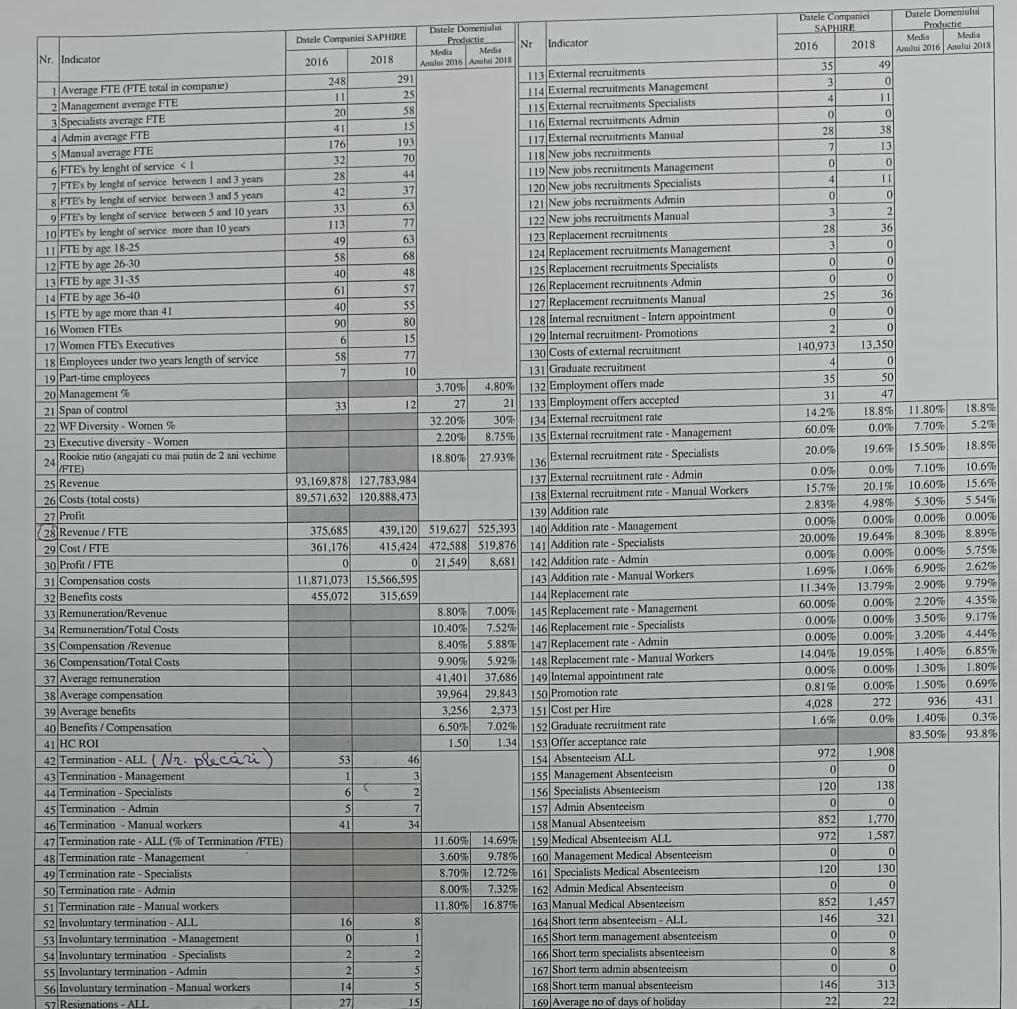 Nr. Indicator Datele Companiei SAPHIRE Datele Domeniului Productie
2016 2018 Media Anului 2016 Media Anului 2018
1 Average FTE (FTE total in companie) 248 291
2 Management average FTE 11 25
3 Specialists average FTE 20 58
4 Admin average FTE 41 15
5 Manual average FTE 176 193
6 FTE's by lenght of service < 1 32 70
7 FTE's by lenght of service between 1 and 3 years 28 44
8 FTE's by lenght of service between 3 and 5 years 42 37
9 FTE's by lenght of service between 5 and 10 years 33 63
10 FTE's by lenght of service more than 10 years 113 77
11 FTE by age 18-25 49 63
12 FTE by age 26-30 58 68
13 FTE by age 31-35 40 48
14 FTE by age 36-40 61 57
15 FTE by age more than 41 40 55
16 Women FTEs 90 80
17 Women FTE's Executives 6 15
18 Employees under two years length of service 58 77
19 Part-time employees 7 10
20 Management % 3.70% 4.80%
21 Span of control 33 12 27 21
22 WF Diversity - Women % 32.20% 30%
23 Executive diversity - Women 2.20% 8.75%
24 Rookie ratio (angajati cu mai putin de 2 ani vechime /FTE) 18.80% 27.93%
25 Revenue 93,169,878 127,783,984
26 Costs (total costs) 89,571,632 120,888,473
27 Profit
28 Revenue / FTE 375,685 439,120 519,627 525,393
29 Cost / FTE 361,176 415,424 472,588 519,876
30 Profit / FTE 0 0 21,549 8,681
31 Compensation costs 11,871,073 15,566,595
32 Benefits costs 455,072 315,659
33 Remuneration/Revenue 8.80% 7.00%
34 Remuneration/Total Costs 10.40% 7.52%
35 Compensation /Revenue 8.40% 5.88%
36 Compensation/Total Costs 9.90% 5.92%
37 Average remuneration 41,401 37,686
38 Average compensation 39,964 29,843
39 Average benefits 3,256 2,373
40 Benefits / Compensation 6.50% 7.02%
41 HC ROI 1.50 1.34
42 Termination - ALL (Nr. plecări) 53 46
43 Termination - Management 1 3
44 Termination - Specialists 6 2
45 Termination - Admin 5 7
46 Termination - Manual workers 41 34
47 Termination rate - ALL (% of Termination /FTE) 11.60% 14.69%
48 Termination rate - Management 3.60% 9.78%
49 Termination rate - Specialists 8.70% 12.72%
50 Termination rate - Admin 8.00% 7.32%
51 Termination rate - Manual workers 11.80% 16.87%
52 Involuntary termination - ALL 16 8
53 Involuntary termination - Management 0 1
54 Involuntary termination - Specialists 2 2
55 Involuntary termination - Admin 2 5
56 Involuntary termination - Manual workers 14 5
57 Resignations - ALL 27 15
Nr Indicator Datele Companiei SAPHIRE Datele Domeniului Productie
2016 2018 Media Anului 2016 Media Anului 2018
113 External recruitments 35 49
114 External recruitments Management 3 0
115 External recruitments Specialists 4 11
116 External recruitments Admin 0 0
117 External recruitments Manual 28 38
118 New jobs recruitments 7 13
119 New jobs recruitments Management 0 0
120 New jobs recruitments Specialists 4 11
121 New jobs recruitments Admin 0 0
122 New jobs recruitments Manual 3 2
123 Replacement recruitments 28 36
124 Replacement recruitments Management 3 0
125 Replacement recruitments Specialists 0 0
126 Replacement recruitments Admin 0 0
127 Replacement recruitments Manual 25 36
128 Internal recruitment - Intern appointment 0 0
129 Internal recruitment- Promotions 2 0
130 Costs of external recruitment 140,973 13,350
131 Graduate recruitment 4 0
132 Employment offers made 35 50
133 Employment offers accepted 31 47
134 External recruitment rate 14.2% 18.8% 11.80% 18.8%
135 External recruitment rate - Management 60.0% 0.0% 7.70% 5.2%
136 External recruitment rate - Specialists 20.0% 19.6% 15.50% 18.8%
137 External recruitment rate - Admin 0.0% 0.0% 7.10% 10.6%
138 External recruitment rate - Manual Workers 15.7% 20.1% 10.60% 15.6%
139 Addition rate 2.83% 4.98% 5.30% 5.54%
140 Addition rate - Management 0.00% 0.00% 0.00% 0.00%
141 Addition rate - Specialists 20.00% 19.64% 8.30% 8.89%
142 Addition rate - Admin 0.00% 0.00% 0.00% 5.75%
143 Addition rate - Manual Workers 1.69% 1.06% 6.90% 2.62%
144 Replacement rate 11.34% 13.79% 2.90% 9.79%
145 Replacement rate - Management 60.00% 0.00% 2.20% 4.35%
146 Replacement rate - Specialists 0.00% 0.00% 3.50% 9.17%
147 Replacement rate - Admin 0.00% 0.00% 3.20% 4.44%
148 Replacement rate - Manual Workers 14.04% 19.05% 1.40% 6.85%
149 Internal appointment rate 0.00% 0.00% 1.30% 1.80%
150 Promotion rate 0.81% 0.00% 1.50% 0.69%
151 Cost per Hire 4,028 272 936 431
152 Graduate recruitment rate 1.6% 0.0% 1.40% 0.3%
153 Offer acceptance rate 83.50% 93.8%
154 Absenteeism ALL 972 1,908
155 Management Absenteeism 0 0
156 Specialists Absenteeism 120 138
157 Admin Absenteeism 0 0
158 Manual Absenteeism 852 1,770
159 Medical Absenteeism ALL 972 1,587
160 Management Medical Absenteeism 0 0
161 Specialists Medical Absenteeism 120 130
162 Admin Medical Absenteeism 0 0
163 Manual Medical Absenteeism 852 1,457
164 Short term absenteeism - ALL 146 321
165 Short term management absenteeism 0 0
166 Short term specialists absenteeism 0 8
167 Short term admin absenteeism 0 0
168 Short term manual absenteeism 146 313
169 Average no of days of holiday 22 22